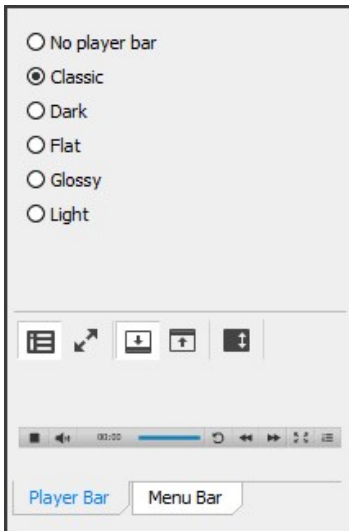 No player bar
Classic
Dark
Flat
Glossy
Light
00:00
Player Bar
Menu Bar